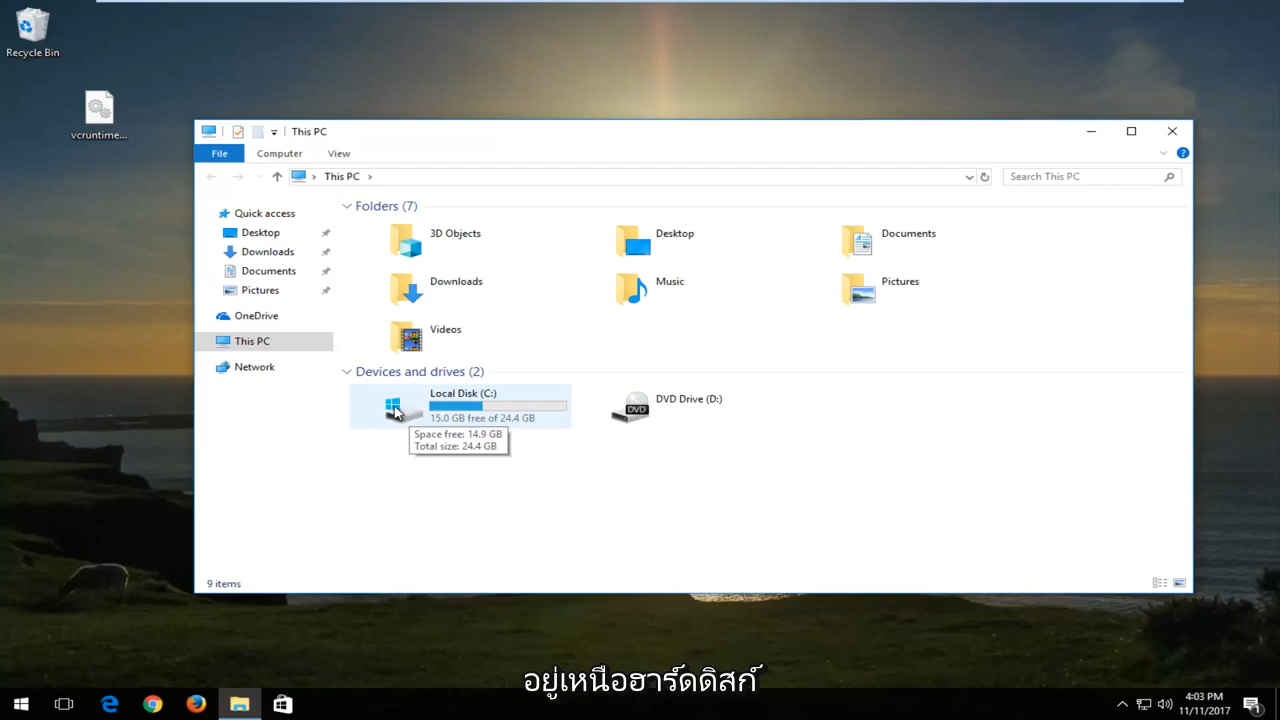 Recycle Bin
vcruntime...
This PC
File
Computer
View
This PC
Search This PC
Quick access
Desktop
Downloads
Documents
Pictures
OneDrive
This PC
Network
Folders (7)
3D Objects
Desktop
Documents
Downloads
Music
Pictures
Videos
Devices and drives (2)
Local Disk (C:)
15.0 GB free of 24.4 GB
Space free: 14.9 GB
Total size: 24.4 GB
DVD Drive (D:)
DVD
9 items
อยู่เหนือฮาร์ดดิสก์
4:03 PM
11/11/2017
1